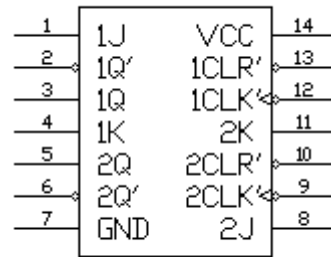 1 1J VCC 14
2 1Q' 1CLR' 13
3 1Q 1CLK' 12
4 1K 2K 11
5 2Q 2CLR' 10
6 2Q' 2CLK' 9
7 GND 2J 8